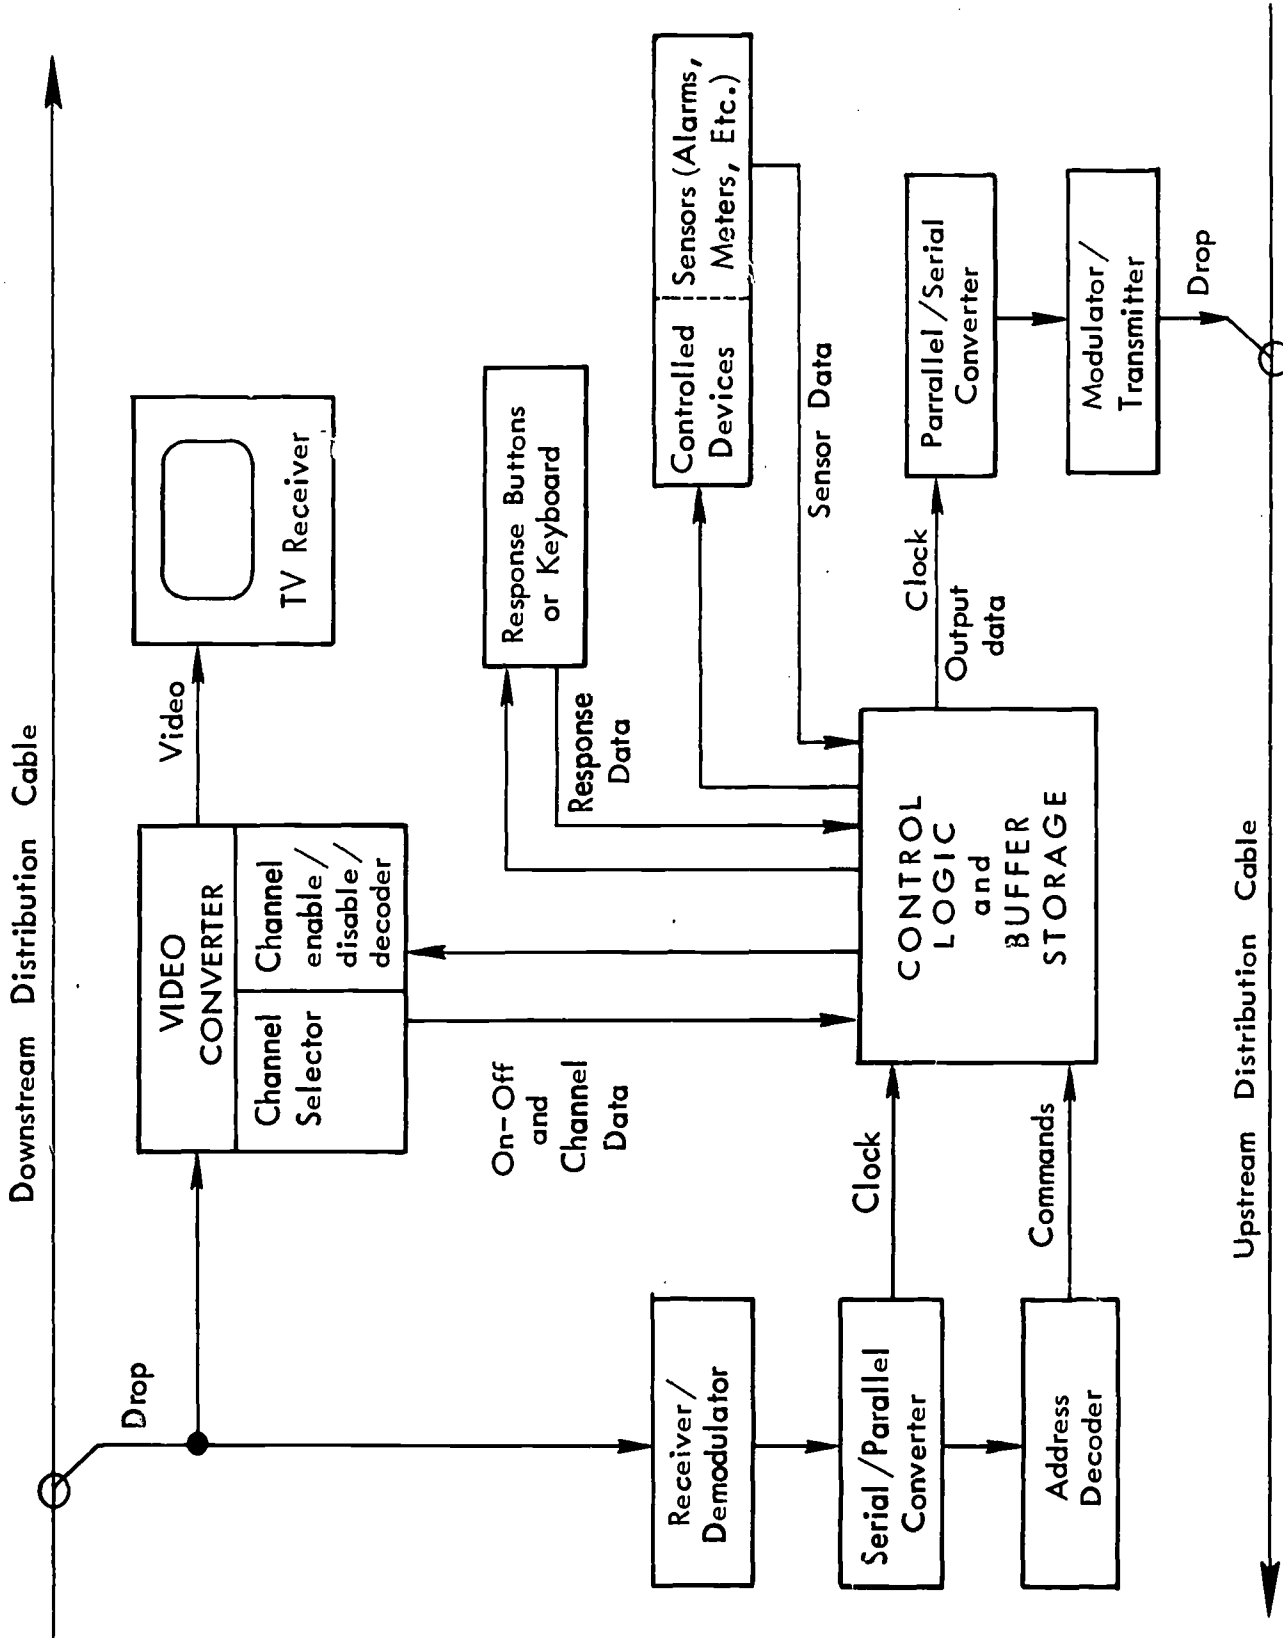 Downstream Distribution Cable
Drop
VIDEO
CONVERTER
Channel
Selector
Channel
enable/
disable/
decoder
Video
TV Receiver
On-Off
and
Channel
Data
Response
Data
Response Buttons
or Keyboard
Controlled
Devices
Sensors (Alarms,
Meters, Etc.)
Sensor Data
Receiver/
Demodulator
Serial/Parallel
Converter
Address
Decoder
Clock
Commands
CONTROL
LOGIC
and
BUFFER
STORAGE
Clock
Output
data
Parrallel/Serial
Converter
Modulator/
Transmitter
Drop
Upstream Distribution Cable